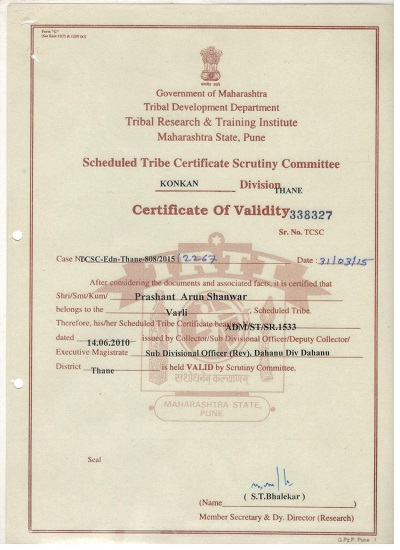 Form "G"
Government of Maharashtra
Tribal Development Department
Tribal Research & Training Institute
Maharashtra State, Pune
Scheduled Tribe Certificate Scrutiny Committee
KONKAN Division THANE
Certificate Of Validity 338327
Sr. No. TCSC
Case No TCSC-Edn-Thane-808/2015/2267 Date : 31/03/15
TRTI
After considering the documents and associated facts, it is certified that
Shri/Smt/Kum/ Prashant Arun Shanwar
belongs to the Varli Scheduled Tribe.
Therefore, his/her Scheduled Tribe Certificate ADM/ST/SR.1533
dated 14.06.2010 issued by Collector/Sub Divisional Officer/Deputy Collector/
Executive Magistrate Sub Divisional Officer (Rev), Dahanu Div Dahanu
District Thane is held VALID by Scrutiny Committee.
MAHARASHTRA-STATE,
PUNE.
Seal
( S.T.Bhalekar )
(Name )
Member Secretary & Dy. Director (Research)